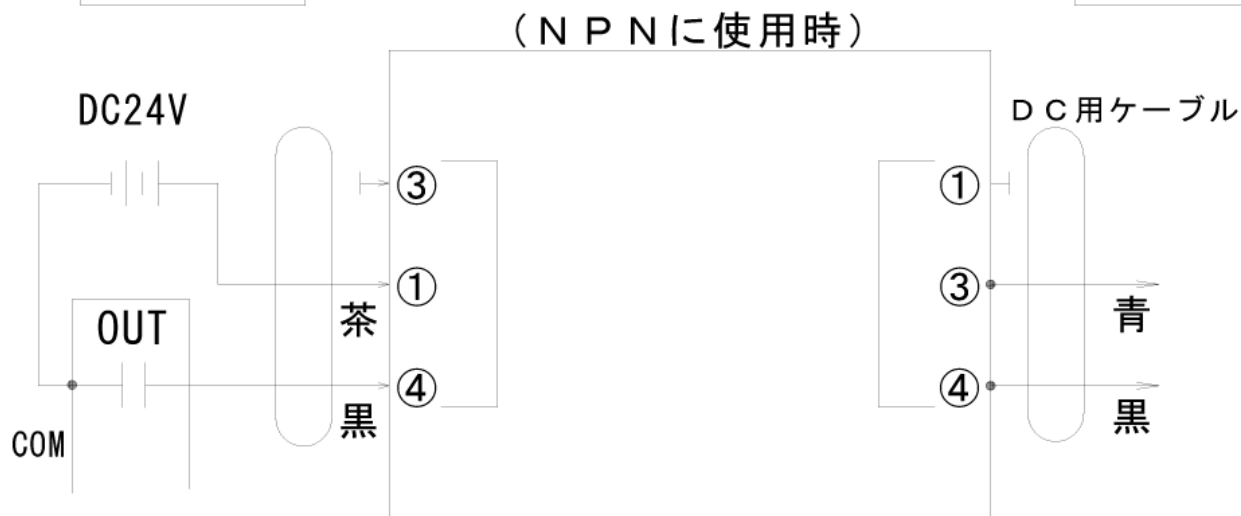 (NPNに使用時)
DC24V
DC用ケーブル
③
①
①
③
茶
青
OUT
④
④
黒
黒
COM